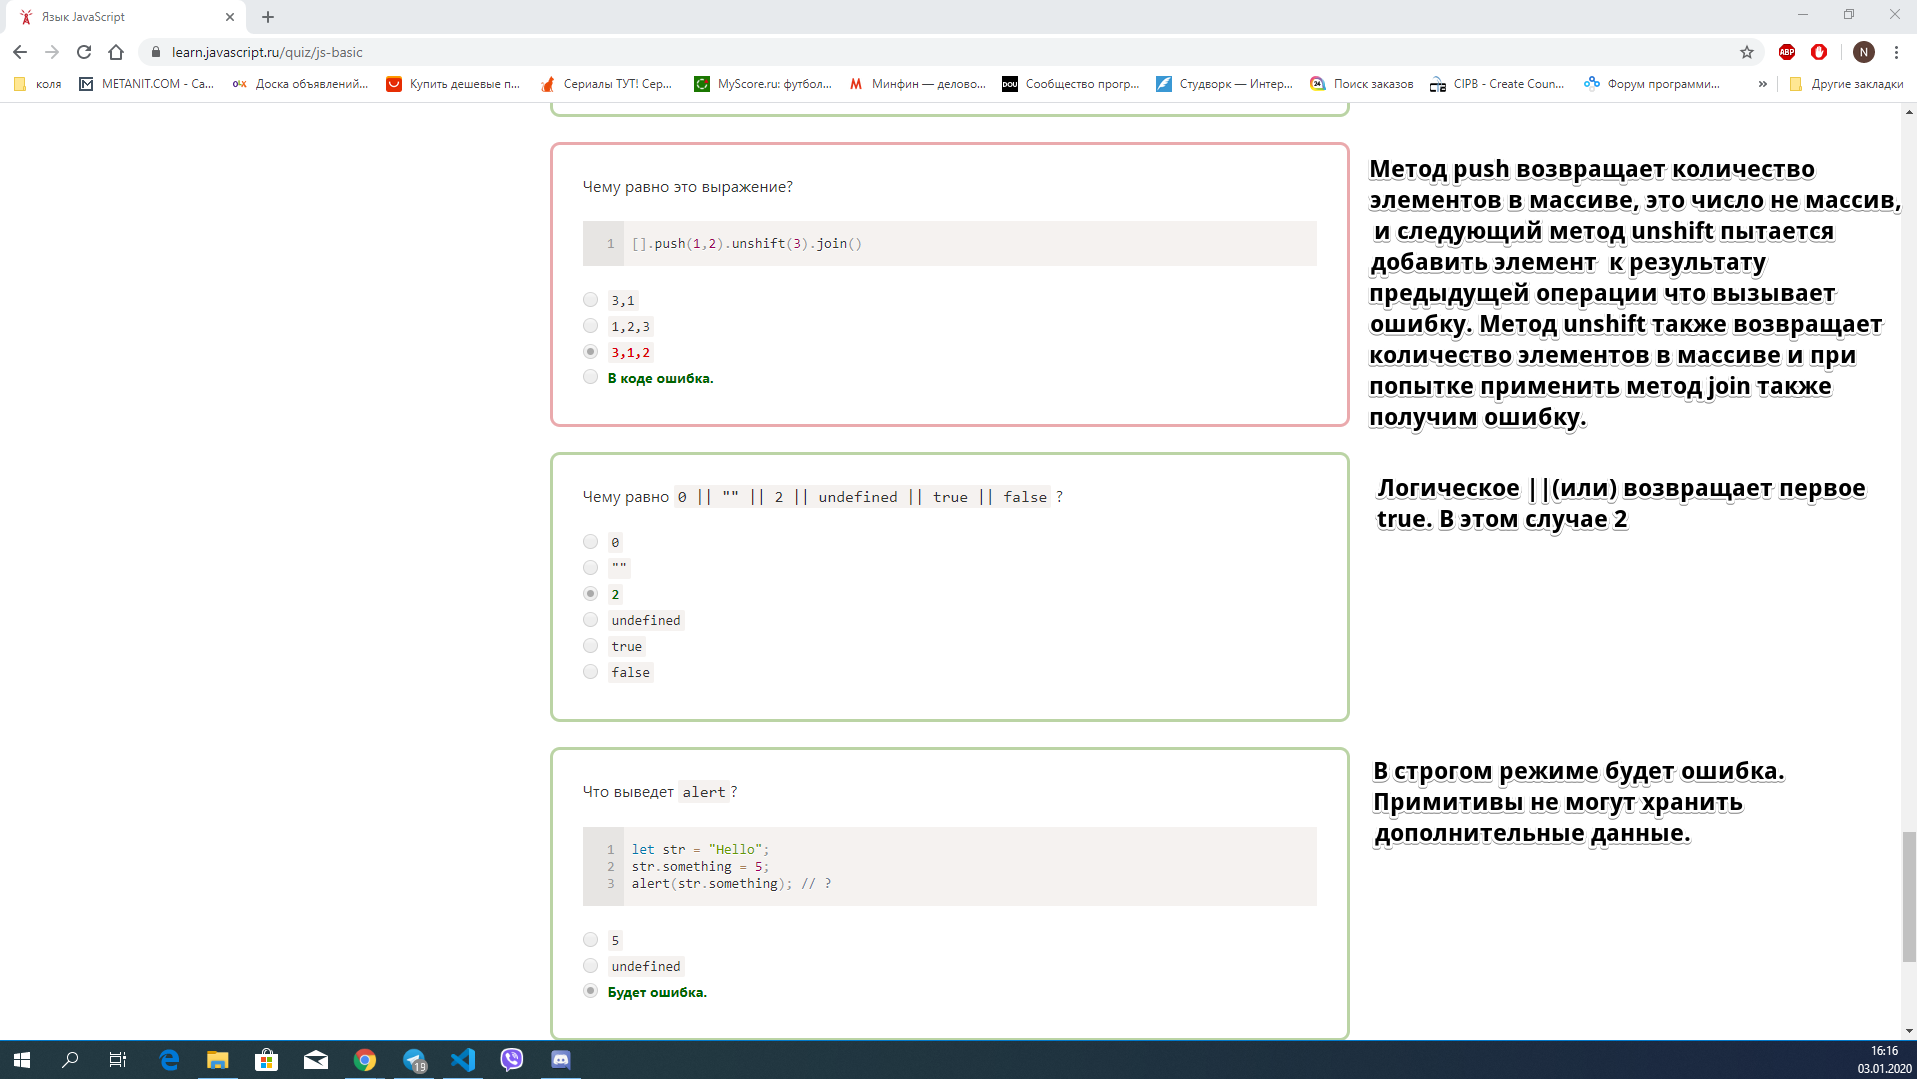 Язык JavaScript
learn.javascript.ru/quiz/js-basic
ABP
N
коля
METANIT.COM - Са...
olx
Доска объявлений...
Купить дешевые п...
Сериалы ТУТ! Сер...
MyScore.ru: футбол...
Минфин — делово...
DOU
Сообщество прогр...
Студворк — Интер...
24
Поиск заказов
CIPB - Create Coun...
Форум программи...
»
Другие закладки
Чему равно это выражение?
1 [].push(1,2).unshift(3).join()
3,1
1,2,3
3,1,2
В коде ошибка.
Метод push возвращает количество
элементов в массиве, это число не массив,
и следующий метод unshift пытается
добавить элемент к результату
предыдущей операции что вызывает
ошибку. Метод unshift также возвращает
количество элементов в массиве и при
попытке применить метод join также
получим ошибку.
Чему равно 0 || "" || 2 || undefined || true || false ?
0
""
2
undefined
true
false
Логическое ||(или) возвращает первое
true. В этом случае 2
Что выведет alert?
1 let str = "Hello";
2 str.something = 5;
3 alert(str.something); // ?
5
undefined
Будет ошибка.
В строгом режиме будет ошибка.
Примитивы не могут хранить
дополнительные данные.
19
16:16
03.01.2020